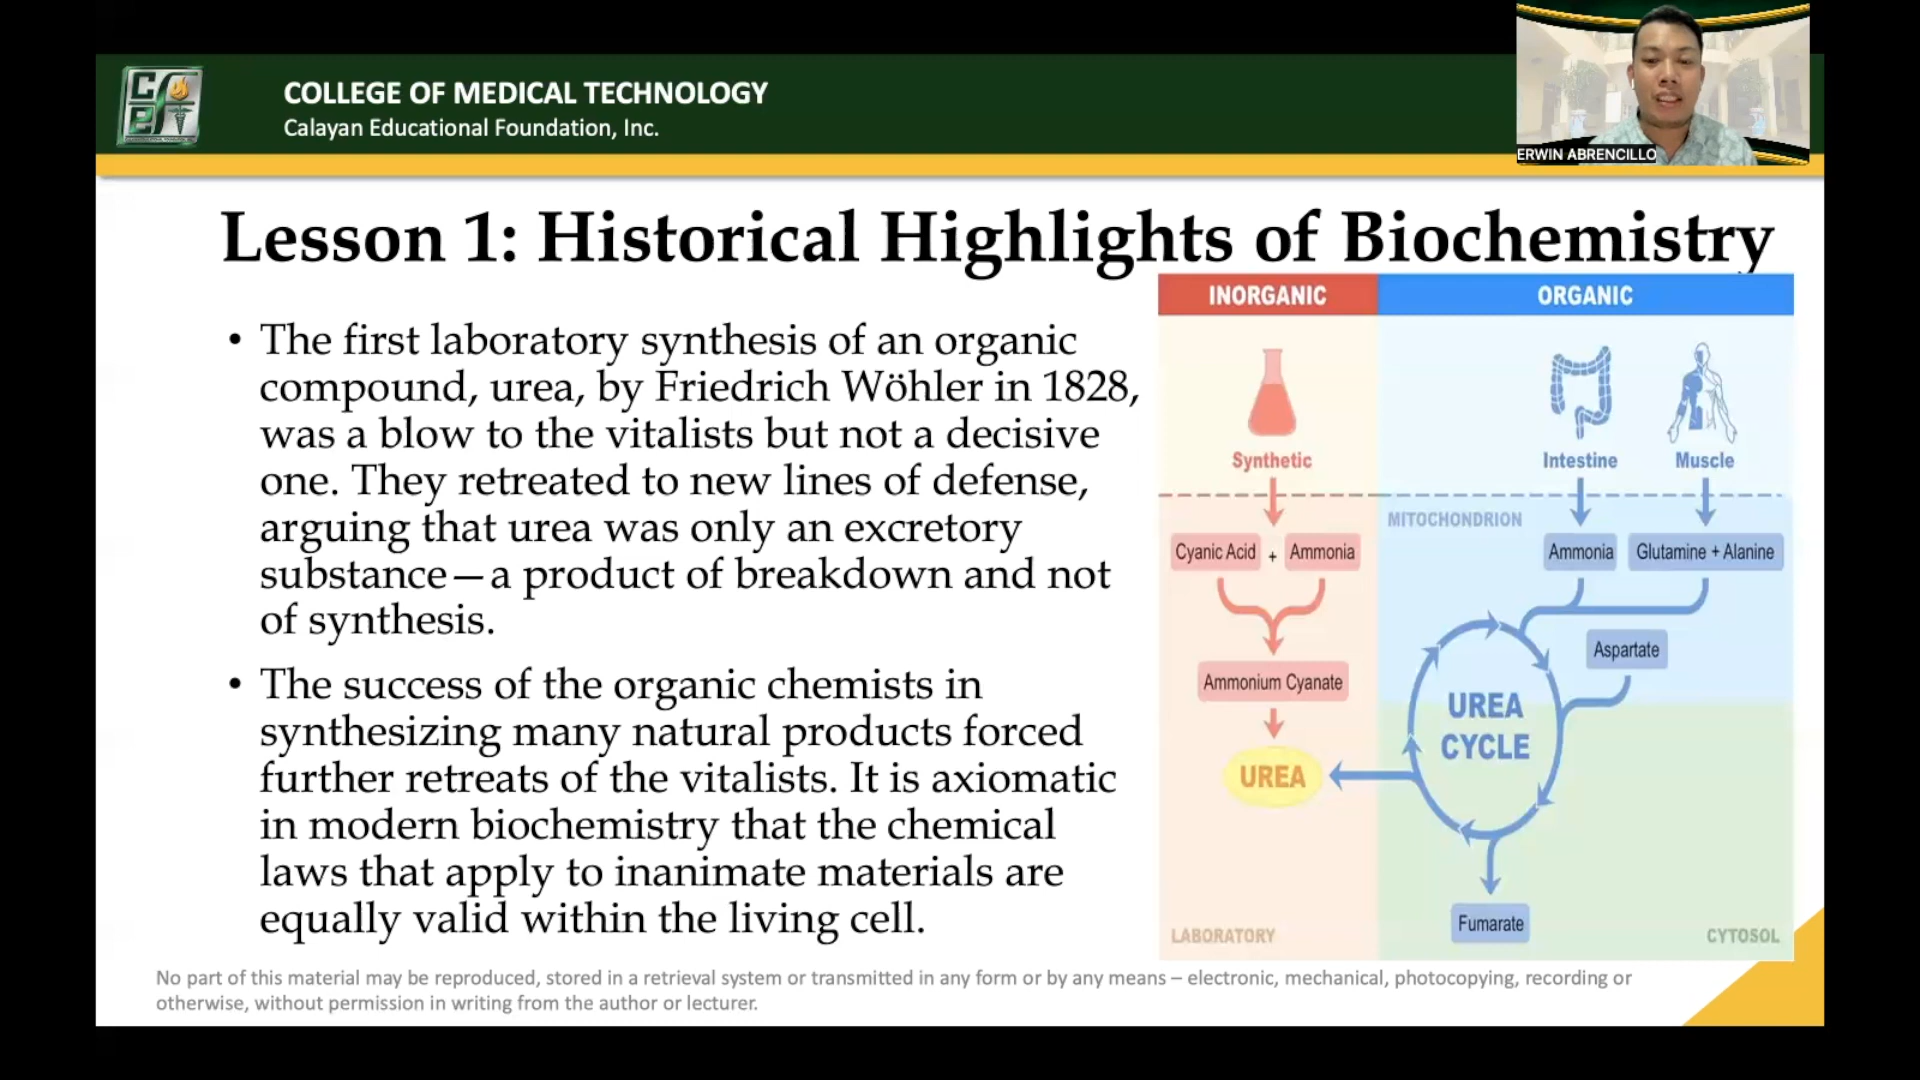 COLLEGE OF MEDICAL TECHNOLOGY
Calayan Educational Foundation, Inc.
ERWIN ABRENCILLO
Lesson 1: Historical Highlights of Biochemistry
• The first laboratory synthesis of an organic
compound, urea, by Friedrich Wöhler in 1828,
was a blow to the vitalists but not a decisive
one. They retreated to new lines of defense,
arguing that urea was only an excretory
substance—a product of breakdown and not
of synthesis.
• The success of the organic chemists in
synthesizing many natural products forced
further retreats of the vitalists. It is axiomatic
in modern biochemistry that the chemical
laws that apply to inanimate materials are
equally valid within the living cell.
INORGANIC
ORGANIC
Synthetic
Intestine
Muscle
MITOCHONDRION
Cyanic Acid + Ammonia
Ammonia
Glutamine + Alanine
Aspartate
Ammonium Cyanate
UREA
CYCLE
UREA
Fumarate
LABORATORY
CYTOSOL
No part of this material may be reproduced, stored in a retrieval system or transmitted in any form or by any means – electronic, mechanical, photocopying, recording or
otherwise, without permission in writing from the author or lecturer.